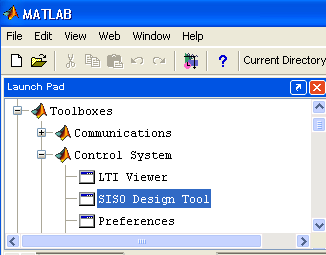 MATLAB
File Edit View Web Window Help
? Current Directory
Launch Pad
Toolboxes
Communications
Control System
LTI Viewer
SISO Design Tool
Preferences